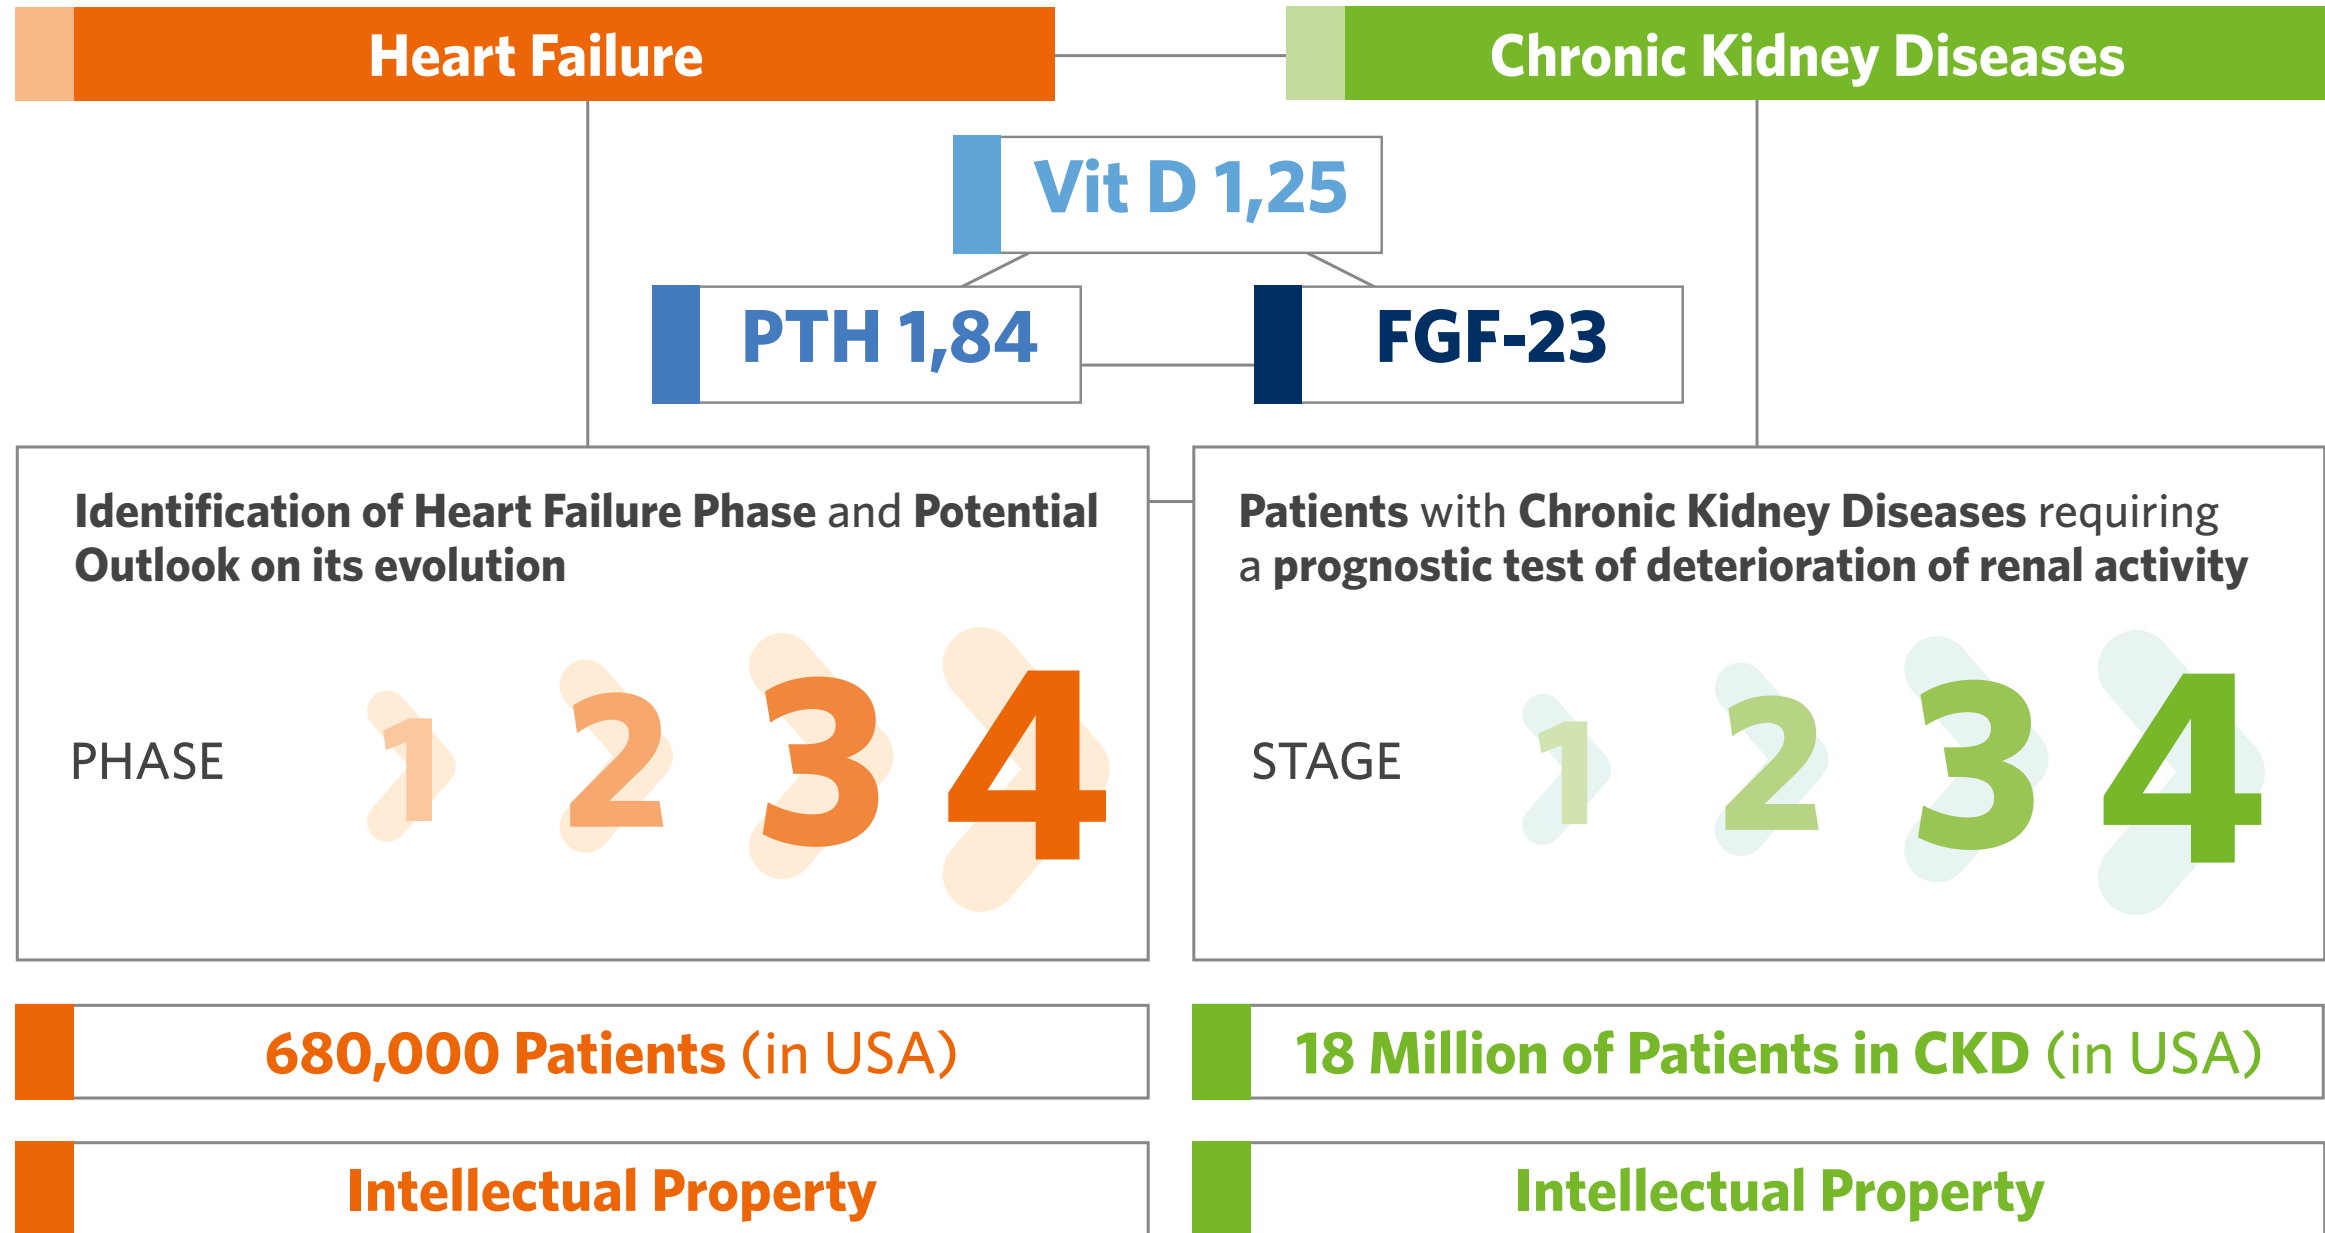 Heart Failure
Chronic Kidney Diseases
Vit D 1,25
PTH 1,84
FGF-23
Identification of Heart Failure Phase and Potential
Outlook on its evolution
PHASE
1 2 3 4
Patients with Chronic Kidney Diseases requiring
a prognostic test of deterioration of renal activity
STAGE
1 2 3 4
680,000 Patients (in USA)
18 Million of Patients in CKD (in USA)
Intellectual Property
Intellectual Property